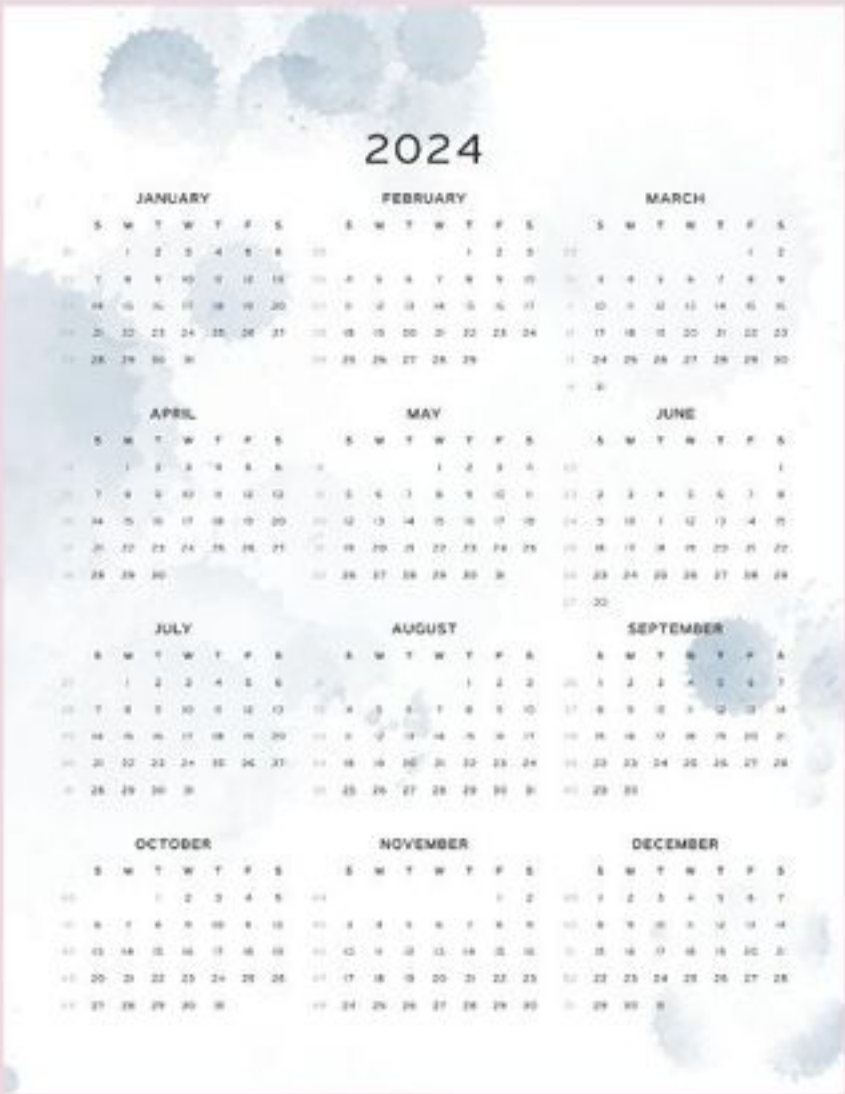 2024
JANUARY
S M T W T F S
1 2 3 4 5 6
7 8 9 10 11 12 13
14 15 16 17 18 19 20
21 22 23 24 25 26 27
28 29 30 31
FEBRUARY
S M T W T F S
1 2 3
4 5 6 7 8 9 10
11 12 13 14 15 16 17
18 19 20 21 22 23 24
25 26 27 28 29
MARCH
S M T W T F S
1 2
3 4 5 6 7 8 9
10 11 12 13 14 15 16
17 18 19 20 21 22 23
24 25 26 27 28 29 30
31
APRIL
S M T W T F S
1 2 3 4 5 6
7 8 9 10 11 12 13
14 15 16 17 18 19 20
21 22 23 24 25 26 27
28 29 30
MAY
S M T W T F S
1 2 3 4
5 6 7 8 9 10 11
12 13 14 15 16 17 18
19 20 21 22 23 24 25
26 27 28 29 30 31
JUNE
S M T W T F S
1
2 3 4 5 6 7 8
9 10 11 12 13 14 15
16 17 18 19 20 21 22
23 24 25 26 27 28 29
30
JULY
S M T W T F S
1 2 3 4 5 6
7 8 9 10 11 12 13
14 15 16 17 18 19 20
21 22 23 24 25 26 27
28 29 30 31
AUGUST
S M T W T F S
1 2 3
4 5 6 7 8 9 10
11 12 13 14 15 16 17
18 19 20 21 22 23 24
25 26 27 28 29 30 31
SEPTEMBER
S M T W T F S
1 2 3 4 5 6 7
8 9 10 11 12 13 14
15 16 17 18 19 20 21
22 23 24 25 26 27 28
29 30
OCTOBER
S M T W T F S
1 2 3 4 5
6 7 8 9 10 11 12
13 14 15 16 17 18 19
20 21 22 23 24 25 26
27 28 29 30 31
NOVEMBER
S M T W T F S
1 2
3 4 5 6 7 8 9
10 11 12 13 14 15 16
17 18 19 20 21 22 23
24 25 26 27 28 29 30
DECEMBER
S M T W T F S
1 2 3 4 5 6 7
8 9 10 11 12 13 14
15 16 17 18 19 20 21
22 23 24 25 26 27 28
29 30 31